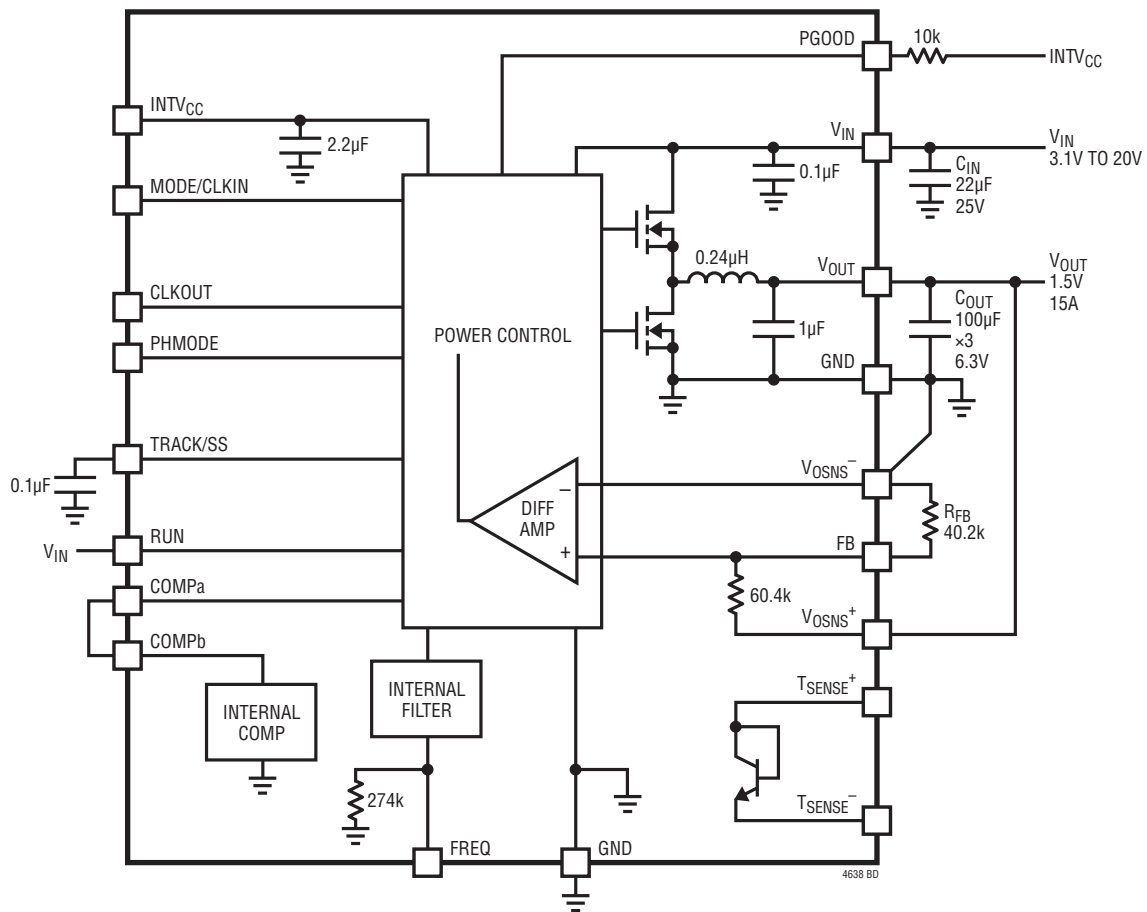 PGOOD
10k
INTVCC
INTVCC
2.2µF
VIN
VIN
3.1V TO 20V
0.1µF
CIN
22µF
25V
MODE/CLKIN
0.24µH
VOUT
VOUT
1.5V
15A
CLKOUT
COUT
100µF
×3
6.3V
1µF
POWER CONTROL
PHMODE
GND
TRACK/SS
0.1µF
VOSNS–
–
DIFF
AMP
+
RFB
40.2k
VIN
RUN
FB
COMPa
60.4k
COMPb
VOSNS+
INTERNAL
COMP
INTERNAL
FILTER
TSENSE+
274k
TSENSE–
FREQ
GND
4638 BD